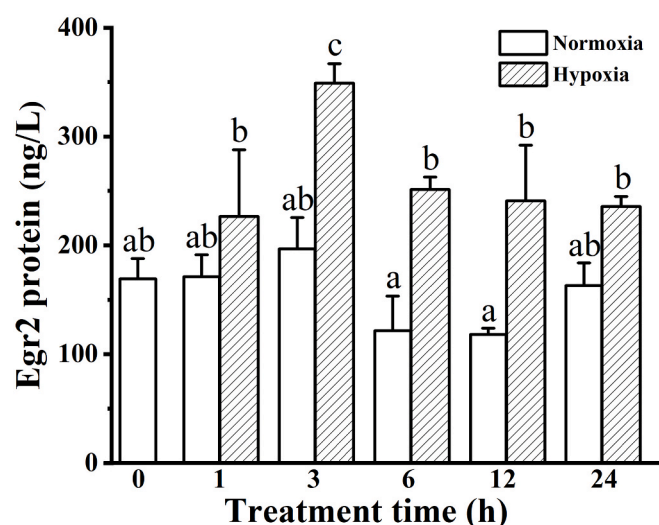 Normoxia
Hypoxia
Egr2 protein (ng/L)
400
300
200
100
0
ab
ab
b
ab
c
a
b
a
b
ab
b
0 1 3 6 12 24
Treatment time (h)